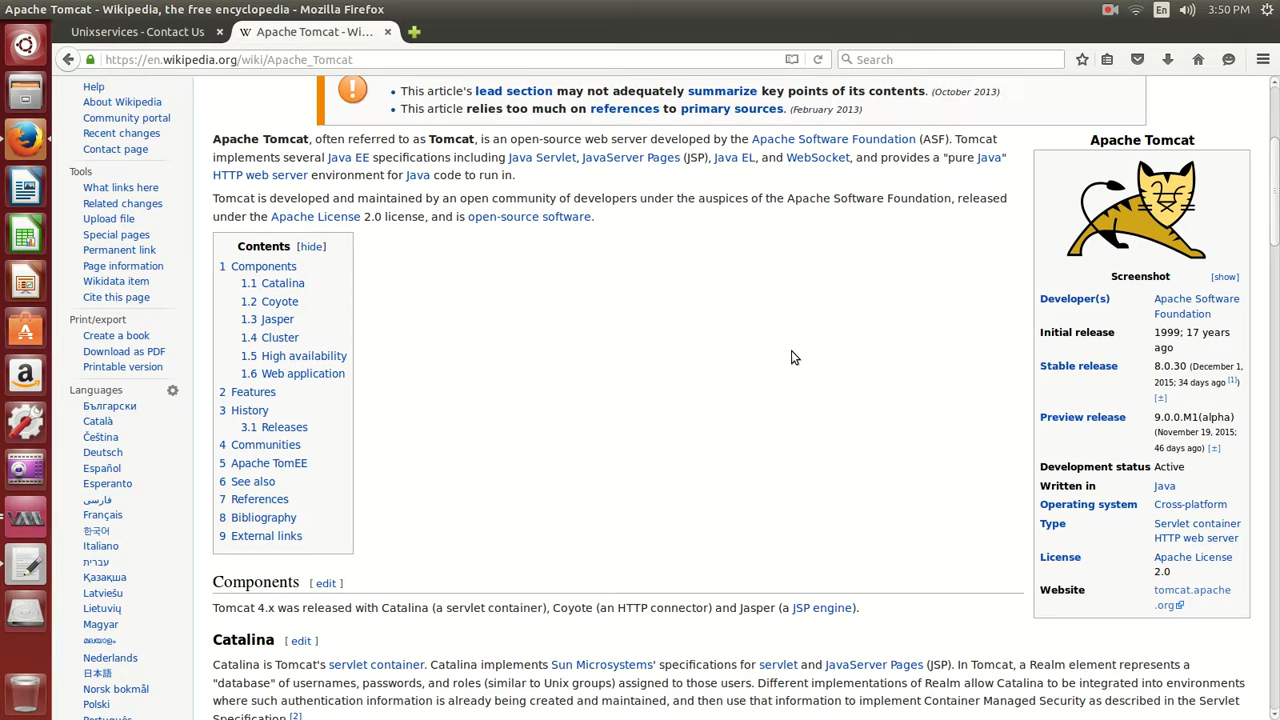 Apache Tomcat - Wikipedia, the free encyclopedia - Mozilla Firefox
En
3:50 PM
Unixservices - Contact Us ×
W Apache Tomcat - Wi... ×
https://en.wikipedia.org/wiki/Apache_Tomcat
Search
Help
About Wikipedia
Community portal
Recent changes
Contact page
Tools
What links here
Related changes
Upload file
Special pages
Permanent link
Page information
Wikidata item
Cite this page
Print/export
Create a book
Download as PDF
Printable version
Languages
Български
Català
Čeština
Deutsch
Español
Esperanto
فارسی
Français
한국어
Italiano
עברית
Қазақша
Latviešu
Lietuvių
Magyar
മലയാളം
Nederlands
日本語
Norsk bokmål
Polski
• This article's lead section may not adequately summarize key points of its contents. (October 2013)
• This article relies too much on references to primary sources. (February 2013)
Apache Tomcat, often referred to as Tomcat, is an open-source web server developed by the Apache Software Foundation (ASF). Tomcat
implements several Java EE specifications including Java Servlet, JavaServer Pages (JSP), Java EL, and WebSocket, and provides a "pure Java"
HTTP web server environment for Java code to run in.
Tomcat is developed and maintained by an open community of developers under the auspices of the Apache Software Foundation, released
under the Apache License 2.0 license, and is open-source software.
Contents [hide]
1 Components
1.1 Catalina
1.2 Coyote
1.3 Jasper
1.4 Cluster
1.5 High availability
1.6 Web application
2 Features
3 History
3.1 Releases
4 Communities
5 Apache TomEE
6 See also
7 References
8 Bibliography
9 External links
Components [ edit ]
Tomcat 4.x was released with Catalina (a servlet container), Coyote (an HTTP connector) and Jasper (a JSP engine).
Catalina [ edit ]
Catalina is Tomcat's servlet container. Catalina implements Sun Microsystems' specifications for servlet and JavaServer Pages (JSP). In Tomcat, a Realm element represents a
"database" of usernames, passwords, and roles (similar to Unix groups) assigned to those users. Different implementations of Realm allow Catalina to be integrated into environments
where such authentication information is already being created and maintained, and then use that information to implement Container Managed Security as described in the Servlet
Specification.[2]
Apache Tomcat
Screenshot [show]
Developer(s) Apache Software
Foundation
Initial release 1999; 17 years
ago
Stable release 8.0.30 (December 1,
2015; 34 days ago [1])
[±]
Preview release 9.0.0.M1(alpha)
(November 19, 2015;
46 days ago) [±]
Development status Active
Written in Java
Operating system Cross-platform
Type Servlet container
HTTP web server
License Apache License
2.0
Website tomcat.apache
.org